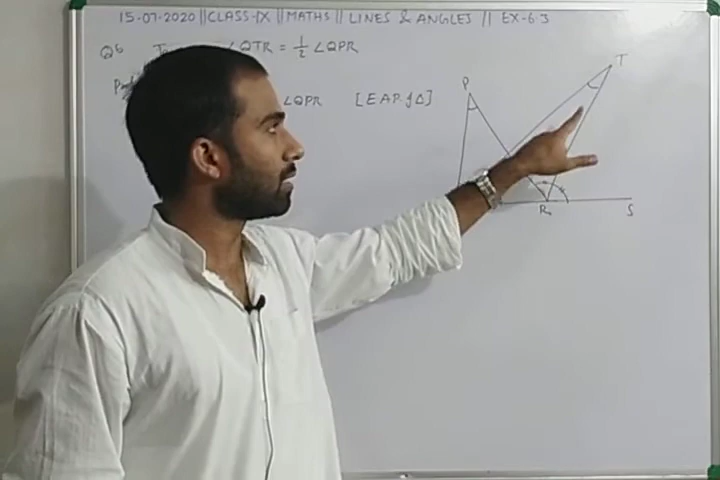 15-07-2020 || CLASS-IX || MATHS || LINES & ANGLES // EX-6.3
Q6 ∠QTR = 1/2 ∠QPR
∠QPR [EAP of Δ]
T
P
R
S